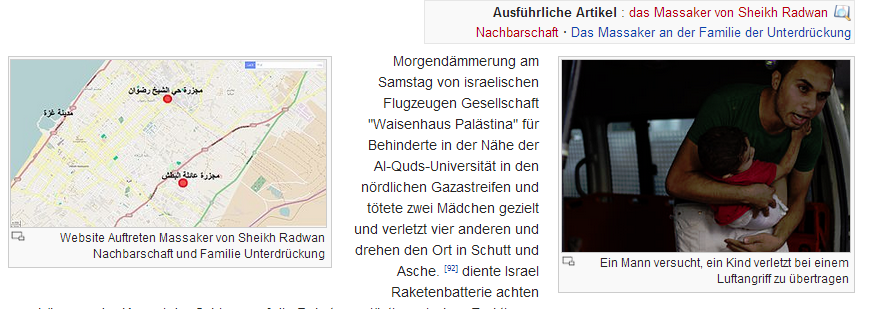 Ausführliche Artikel : das Massaker von Sheikh Radwan
Nachbarschaft · Das Massaker an der Familie der Unterdrückung
مدينة غزة
مجزرة حي الشيخ رضوان
مجزرة عائلة البطش
Website Auftreten Massaker von Sheikh Radwan
Nachbarschaft und Familie Unterdrückung
Morgendämmerung am
Samstag von israelischen
Flugzeugen Gesellschaft
"Waisenhaus Palästina" für
Behinderte in der Nähe der
Al-Quds-Universität in den
nördlichen Gazastreifen und
tötete zwei Mädchen gezielt
und verletzt vier anderen und
drehen den Ort in Schutt und
Asche. [92] diente Israel
Raketenbatterie achten
Ein Mann versucht, ein Kind verletzt bei einem
Luftangriff zu übertragen